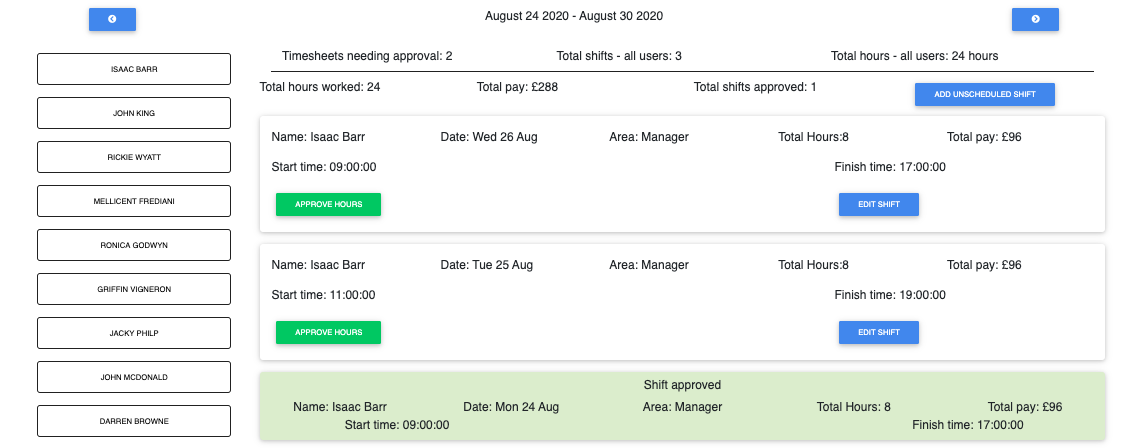 August 24 2020 - August 30 2020
ISAAC BARR
JOHN KING
RICKIE WYATT
MELLICENT FREDIANI
RONICA GODWYN
GRIFFIN VIGNERON
JACKY PHILP
JOHN MCDONALD
DARREN BROWNE
Timesheets needing approval: 2 Total shifts - all users: 3 Total hours - all users: 24 hours
Total hours worked: 24 Total pay: £288 Total shifts approved: 1 ADD UNSCHEDULED SHIFT
Name: Isaac Barr Date: Wed 26 Aug Area: Manager Total Hours:8 Total pay: £96
Start time: 09:00:00 Finish time: 17:00:00
APPROVE HOURS EDIT SHIFT
Name: Isaac Barr Date: Tue 25 Aug Area: Manager Total Hours:8 Total pay: £96
Start time: 11:00:00 Finish time: 19:00:00
APPROVE HOURS EDIT SHIFT
Shift approved
Name: Isaac Barr Date: Mon 24 Aug Area: Manager Total Hours: 8 Total pay: £96
Start time: 09:00:00 Finish time: 17:00:00